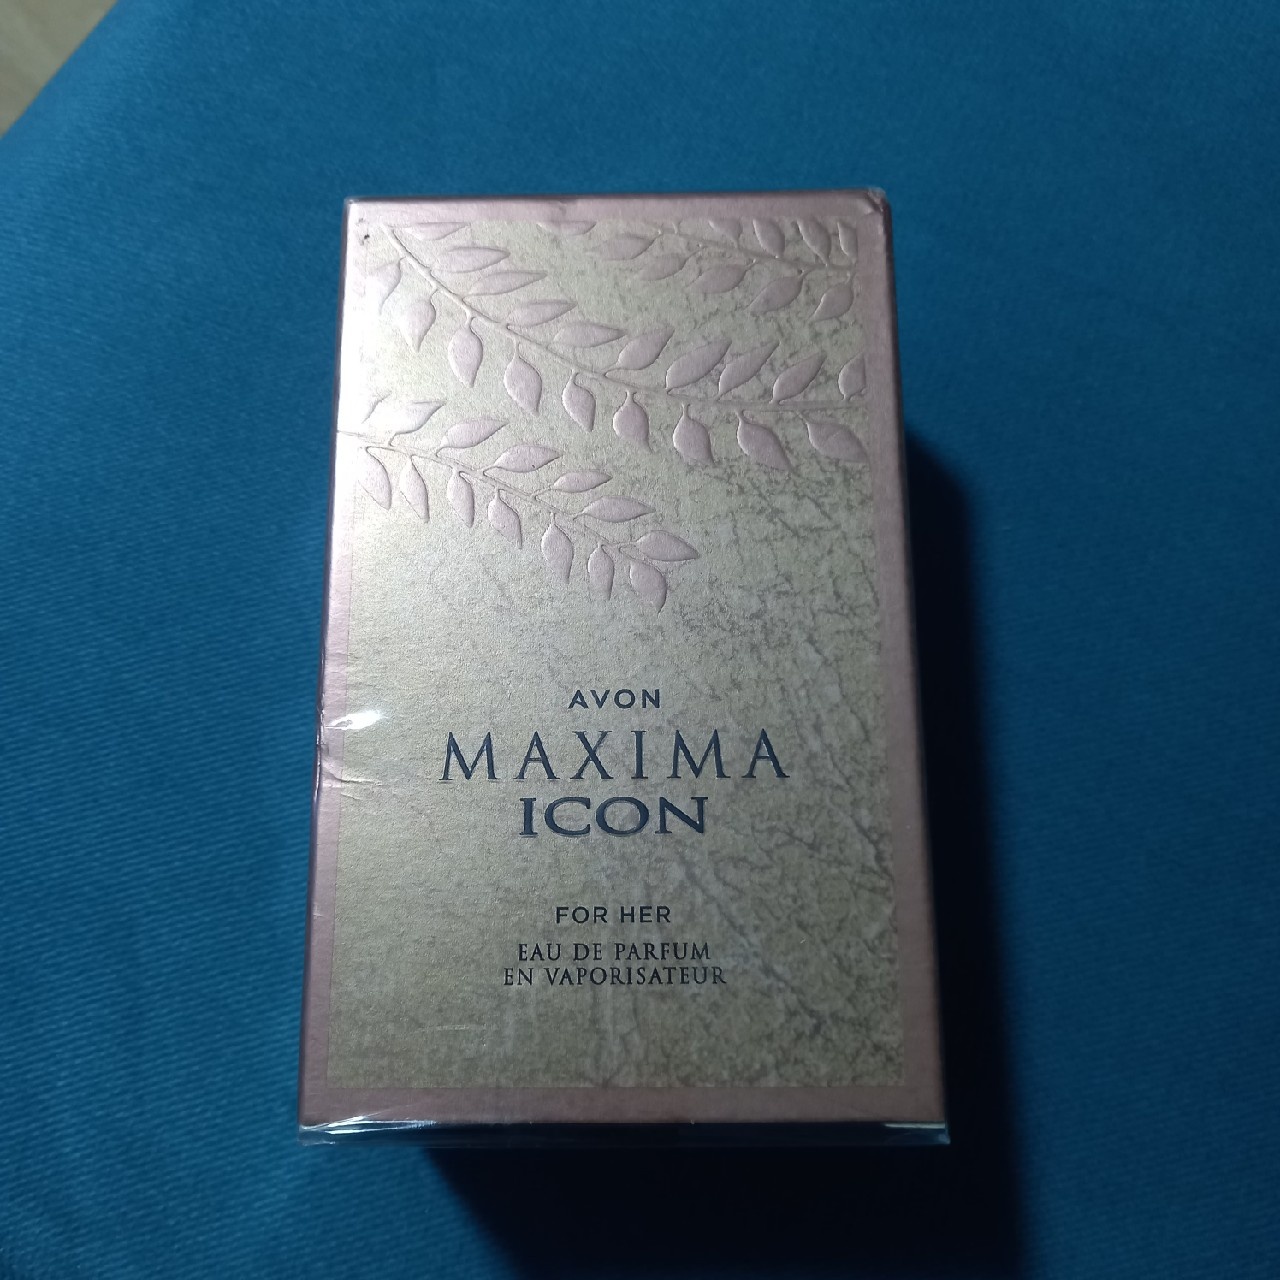 AVON
MAXIMA
ICON
FOR HER
EAU DE PARFUM
EN VAPORISATEUR